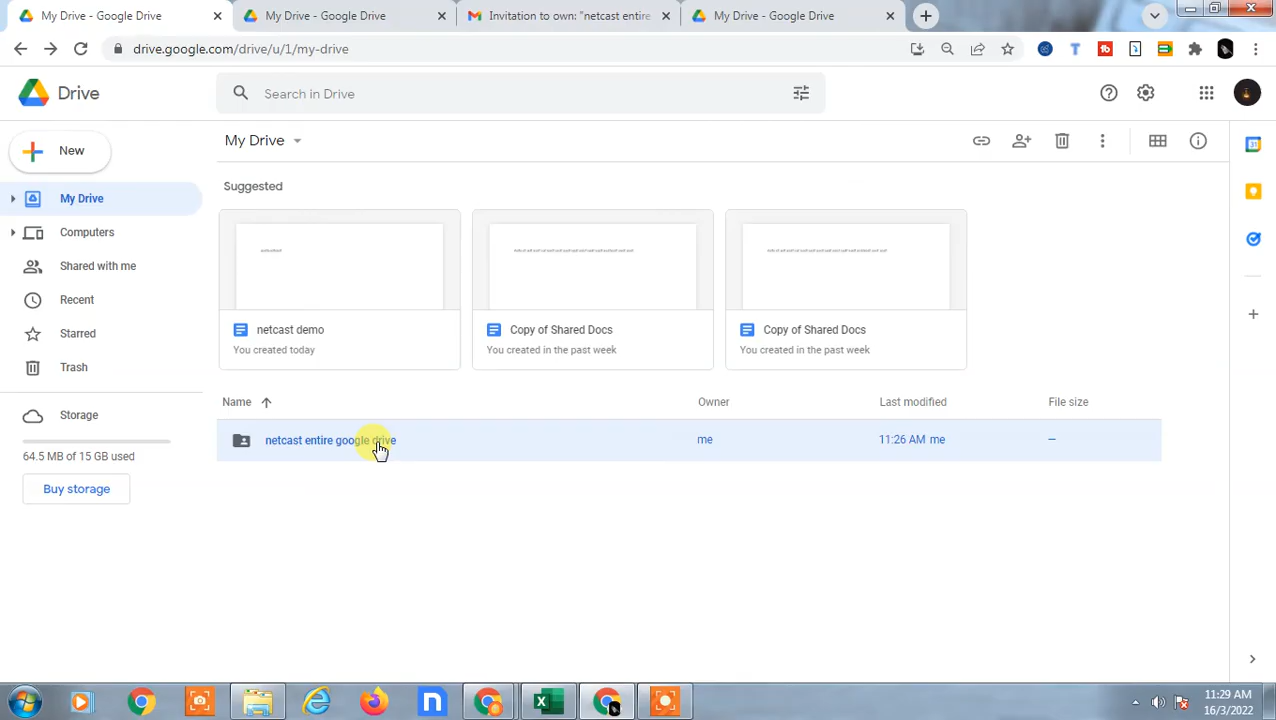 My Drive - Google Drive
My Drive - Google Drive
Invitation to own: "netcast entire
My Drive - Google Drive
drive.google.com/drive/u/1/my-drive
Drive
Search in Drive
New
My Drive
My Drive
Computers
Shared with me
Recent
Starred
Trash
Storage
64.5 MB of 15 GB used
Buy storage
Suggested
netcast demo
You created today
Copy of Shared Docs
You created in the past week
Copy of Shared Docs
You created in the past week
Name
Owner
Last modified
File size
netcast entire google drive
me
11:26 AM me
—
11:29 AM
16/3/2022